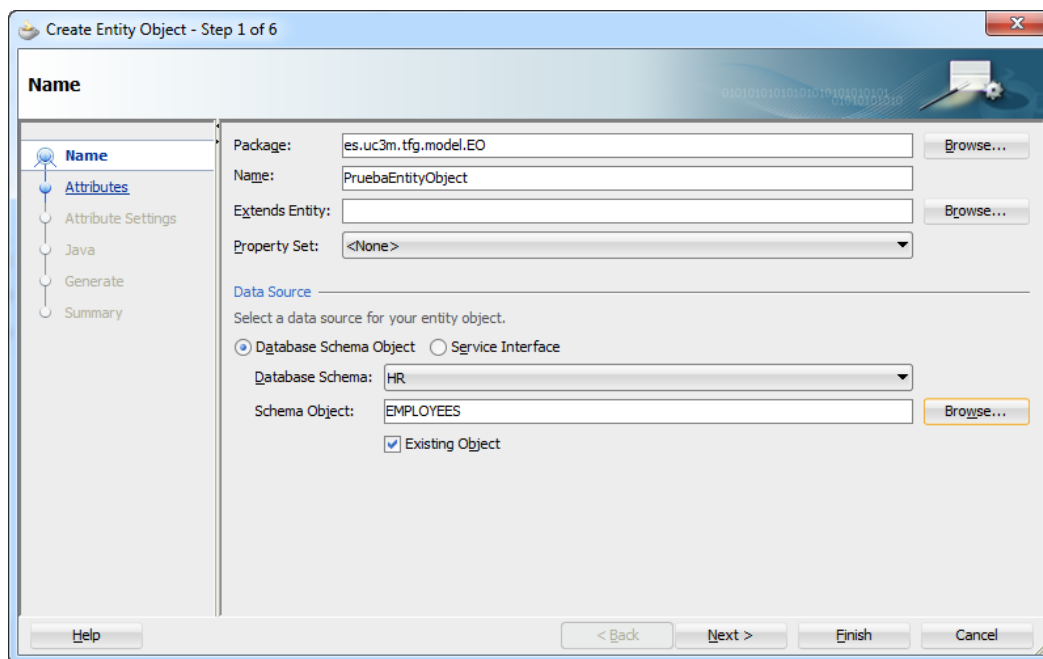 Create Entity Object - Step 1 of 6
Name
010101010101010101010101010101
01010101010
Name
Attributes
Attribute Settings
Java
Generate
Summary
Package: es.uc3m.tfg.model.EO Browse...
Name: PruebaEntityObject
Extends Entity: Browse...
Property Set: <None>
Data Source
Select a data source for your entity object.
Database Schema Object Service Interface
Database Schema: HR
Schema Object: EMPLOYEES Browse...
Existing Object
Help < Back Next > Finish Cancel